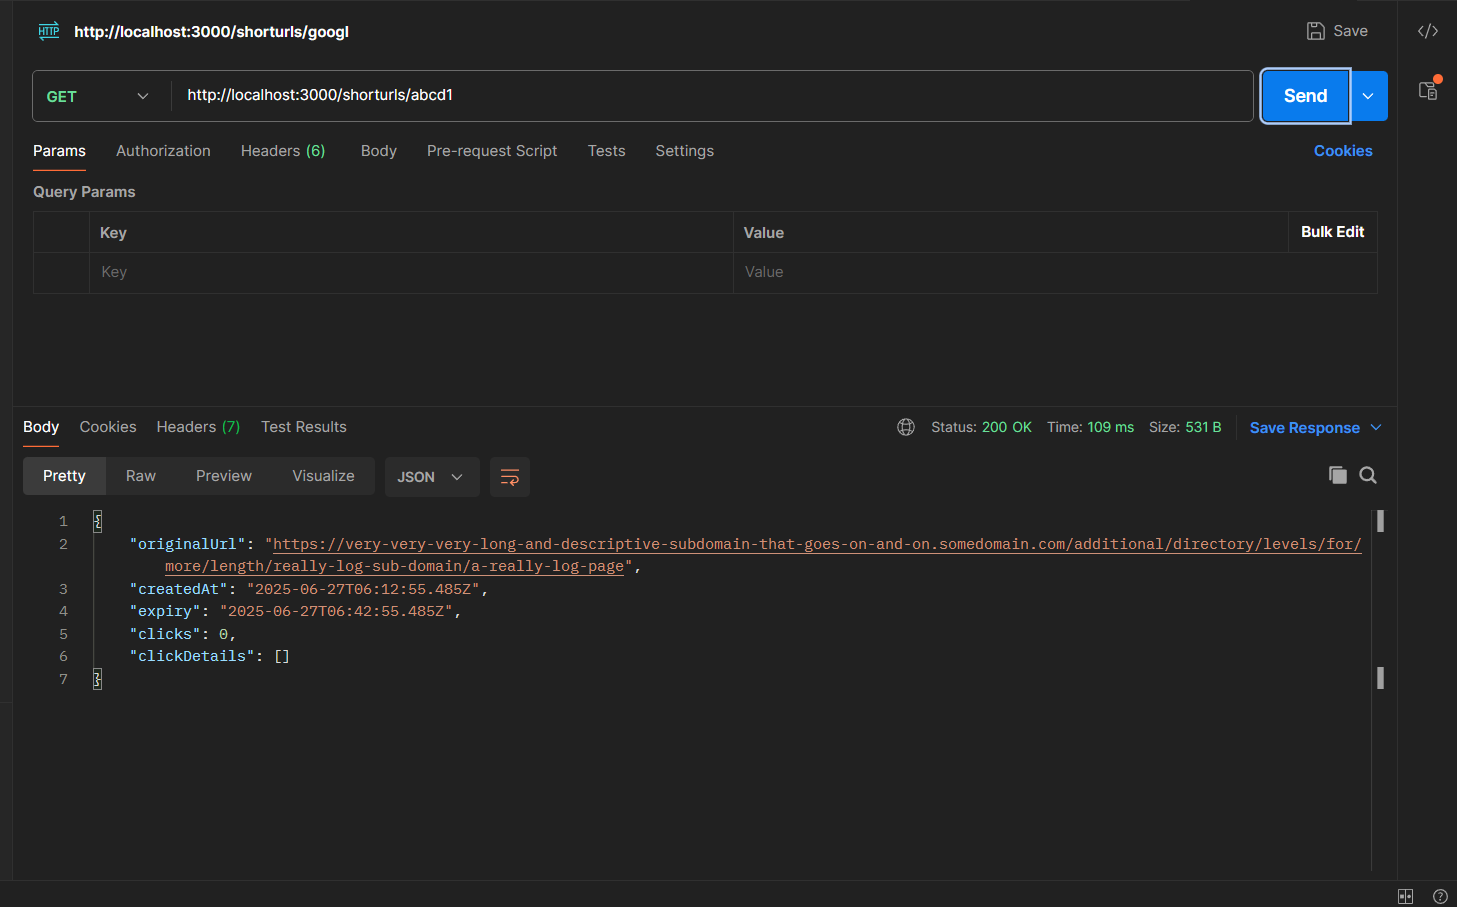 HTTP http://localhost:3000/shorturls/googl Save
GET http://localhost:3000/shorturls/abcd1 Send
Params Authorization Headers (6) Body Pre-request Script Tests Settings Cookies
Query Params
Key Value Bulk Edit
Key Value
Body Cookies Headers (7) Test Results Status: 200 OK Time: 109 ms Size: 531 B Save Response
Pretty Raw Preview Visualize JSON
1 {
2 "originalUrl": "https://very-very-very-long-and-descriptive-subdomain-that-goes-on-and-on.somedomain.com/additional/directory/levels/for/
more/length/really-log-sub-domain/a-really-log-page",
3 "createdAt": "2025-06-27T06:12:55.485Z",
4 "expiry": "2025-06-27T06:42:55.485Z",
5 "clicks": 0,
6 "clickDetails": []
7 }